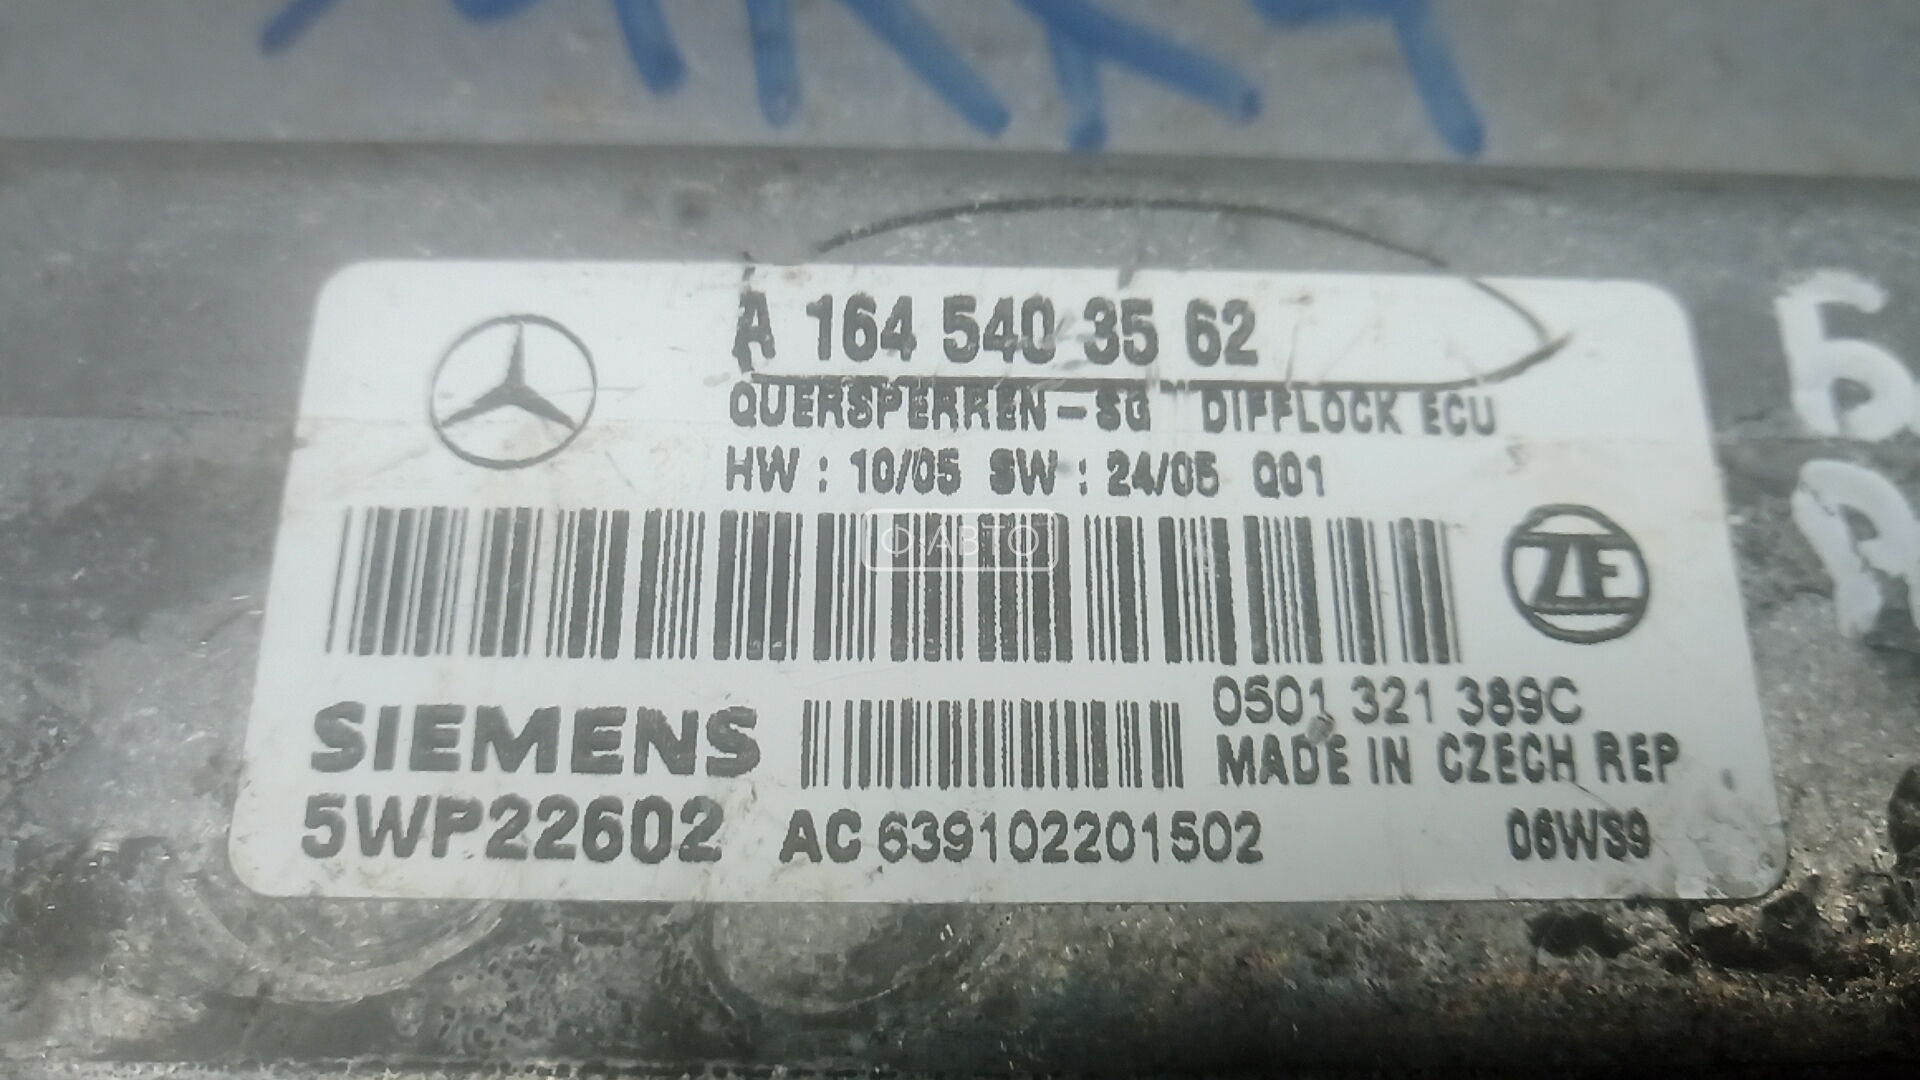 A 164 540 35 62
QUERSPERREN-SG DIFFLOCK ECU
HW : 10/05 SW : 24/05 Q01
О АВТО
ZF
SIEMENS
0501 321 389C
MADE IN CZECH REP
5WP22602 AC 639102201502 06WS9